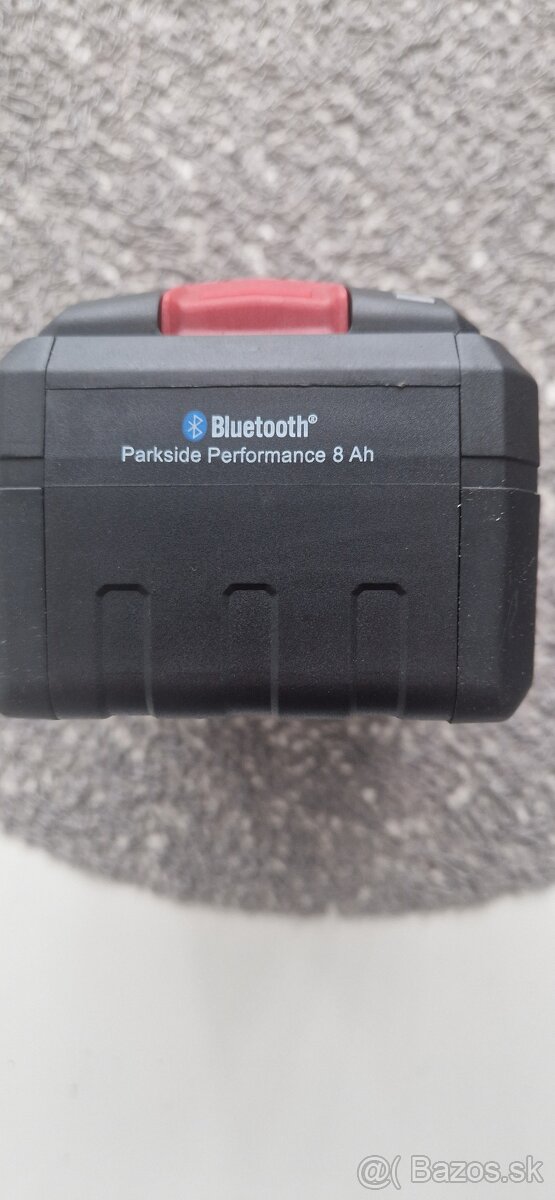 Bluetooth®
Parkside Performance 8 Ah
@( Bazos.sk